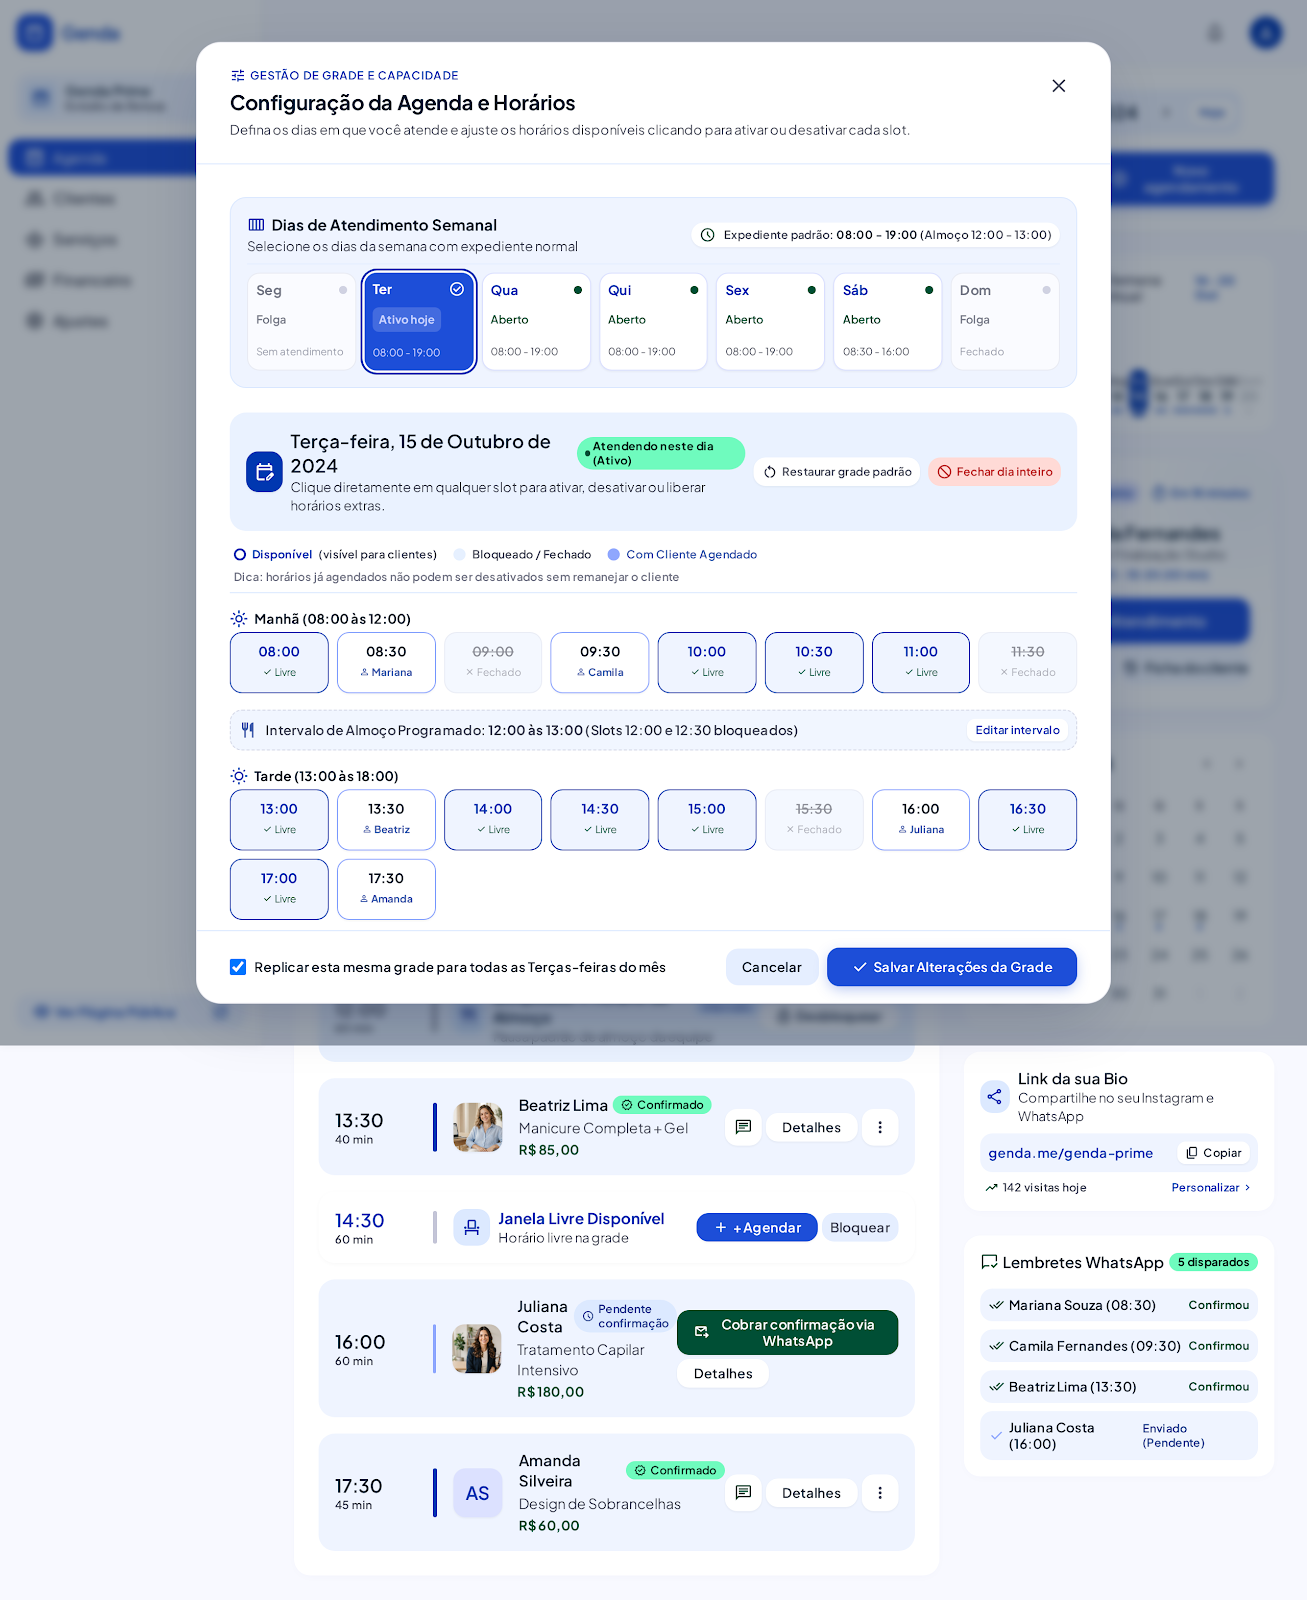 Genda
Genda Prime
Agenda
Clientes
Serviços
Financeiro
Ajustes
GESTÃO DE GRADE E CAPACIDADE
Configuração da Agenda e Horários
Defina os dias em que você atende e ajuste os horários disponíveis clicando para ativar ou desativar cada slot.
Dias de Atendimento Semanal
Selecione os dias da semana com expediente normal
Expediente padrão: 08:00 - 19:00 (Almoço 12:00 - 13:00)
Seg
Folga
Sem atendimento
Ter
Ativo hoje
08:00 - 19:00
Qua
Aberto
08:00 - 19:00
Qui
Aberto
08:00 - 19:00
Sex
Aberto
08:00 - 19:00
Sáb
Aberto
08:30 - 16:00
Dom
Folga
Fechado
Terça-feira, 15 de Outubro de
2024
Atendendo neste dia
(Ativo)
Clique diretamente em qualquer slot para ativar, desativar ou liberar
horários extras.
Restaurar grade padrão
Fechar dia inteiro
Disponível (visível para clientes)
Bloqueado / Fechado
Com Cliente Agendado
Dica: horários já agendados não podem ser desativados sem remanejar o cliente
Manhã (08:00 às 12:00)
08:00
Livre
08:30
Mariana
09:00
Fechado
09:30
Camila
10:00
Livre
10:30
Livre
11:00
Livre
11:30
Fechado
Intervalo de Almoço Programado: 12:00 às 13:00 (Slots 12:00 e 12:30 bloqueados)
Editar intervalo
Tarde (13:00 às 18:00)
13:00
Livre
13:30
Beatriz
14:00
Livre
14:30
Livre
15:00
Livre
15:30
Fechado
16:00
Juliana
16:30
Livre
17:00
Livre
17:30
Amanda
Replicar esta mesma grade para todas as Terças-feiras do mês
Cancelar
Salvar Alterações da Grade
Ver Página Pública
13:30
40 min
Beatriz Lima
Confirmado
Manicure Completa + Gel
R$ 85,00
Detalhes
14:30
60 min
Janela Livre Disponível
Horário livre na grade
+ Agendar
Bloquear
16:00
60 min
Juliana
Costa
Pendente
confirmação
Tratamento Capilar
Intensivo
R$ 180,00
Cobrar confirmação via
WhatsApp
Detalhes
17:30
45 min
AS
Amanda
Silveira
Confirmado
Design de Sobrancelhas
R$ 60,00
Detalhes
Link da sua Bio
Compartilhe no seu Instagram e
WhatsApp
genda.me/genda-prime
Copiar
142 visitas hoje
Personalizar
Lembretes WhatsApp
5 disparados
Mariana Souza (08:30)
Confirmou
Camila Fernandes (09:30)
Confirmou
Beatriz Lima (13:30)
Confirmou
Juliana Costa
(16:00)
Enviado
(Pendente)